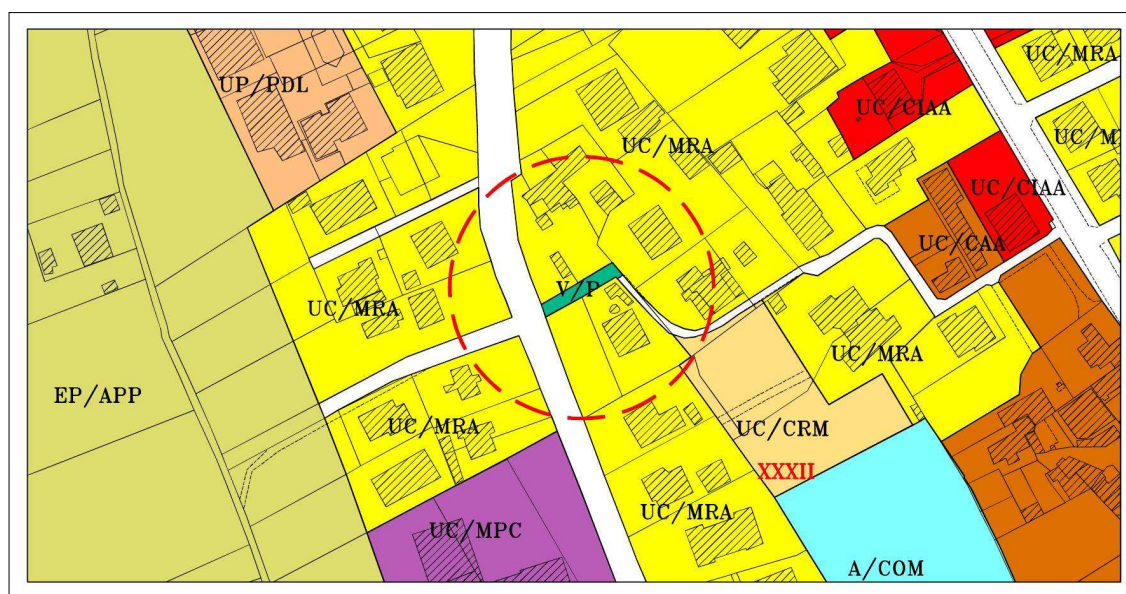 UP/PDL
UC/MRA
UC/CIAA
UC/MRA
UC/M
UC/CIAA
UC/CAA
V/P
UC/MRA
UC/MRA
EP/APP
UC/MRA
UC/CRM
XXXII
UC/MPC
UC/MRA
A/COM